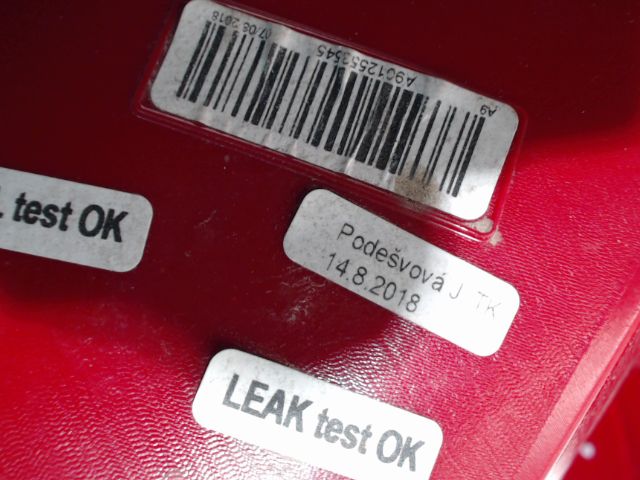 A9
A9012553545
07/08/2018
test OK
Podešvová J TK
14.8.2018
LEAK test OK